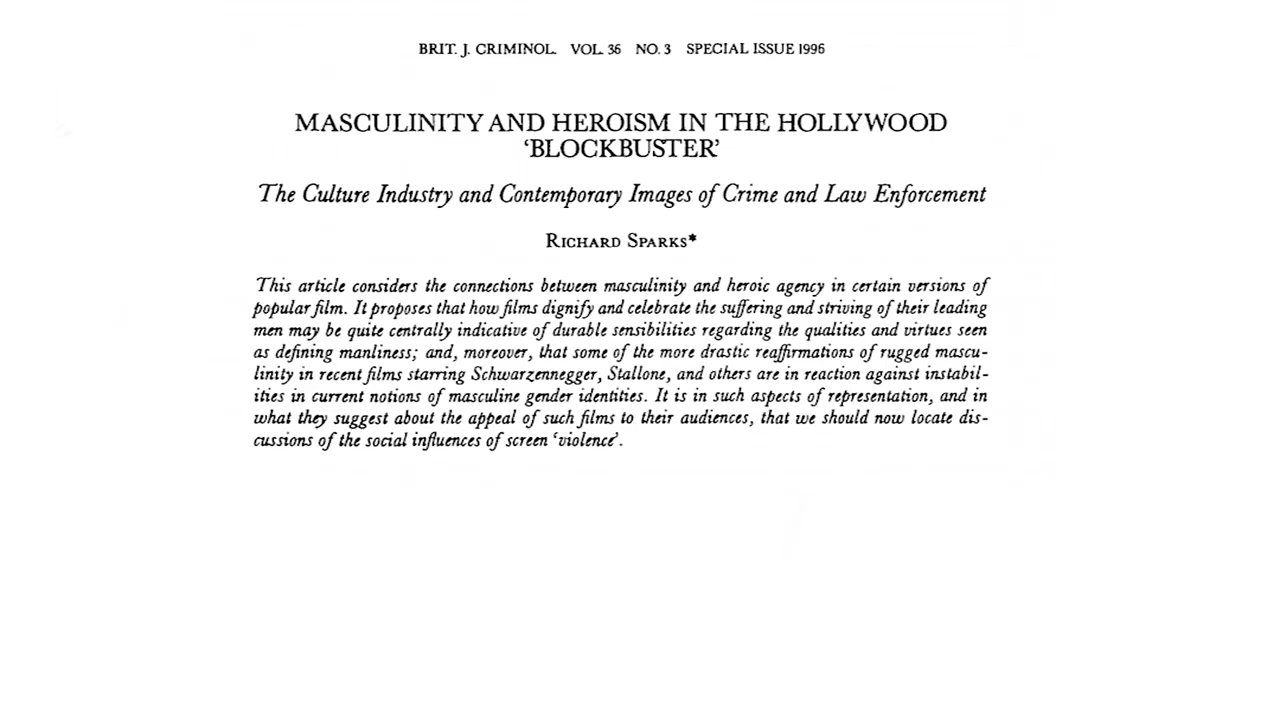 BRIT. J. CRIMINOL. VOL. 36 NO. 3 SPECIAL ISSUE 1996
MASCULINITY AND HEROISM IN THE HOLLYWOOD
‘BLOCKBUSTER’
The Culture Industry and Contemporary Images of Crime and Law Enforcement
RICHARD SPARKS*
This article considers the connections between masculinity and heroic agency in certain versions of
popular film. It proposes that how films dignify and celebrate the suffering and striving of their leading
men may be quite centrally indicative of durable sensibilities regarding the qualities and virtues seen
as defining manliness; and, moreover, that some of the more drastic reaffirmations of rugged mascu-
linity in recent films starring Schwarzennegger, Stallone, and others are in reaction against instabil-
ities in current notions of masculine gender identities. It is in such aspects of representation, and in
what they suggest about the appeal of such films to their audiences, that we should now locate dis-
cussions of the social influences of screen ‘violence’.